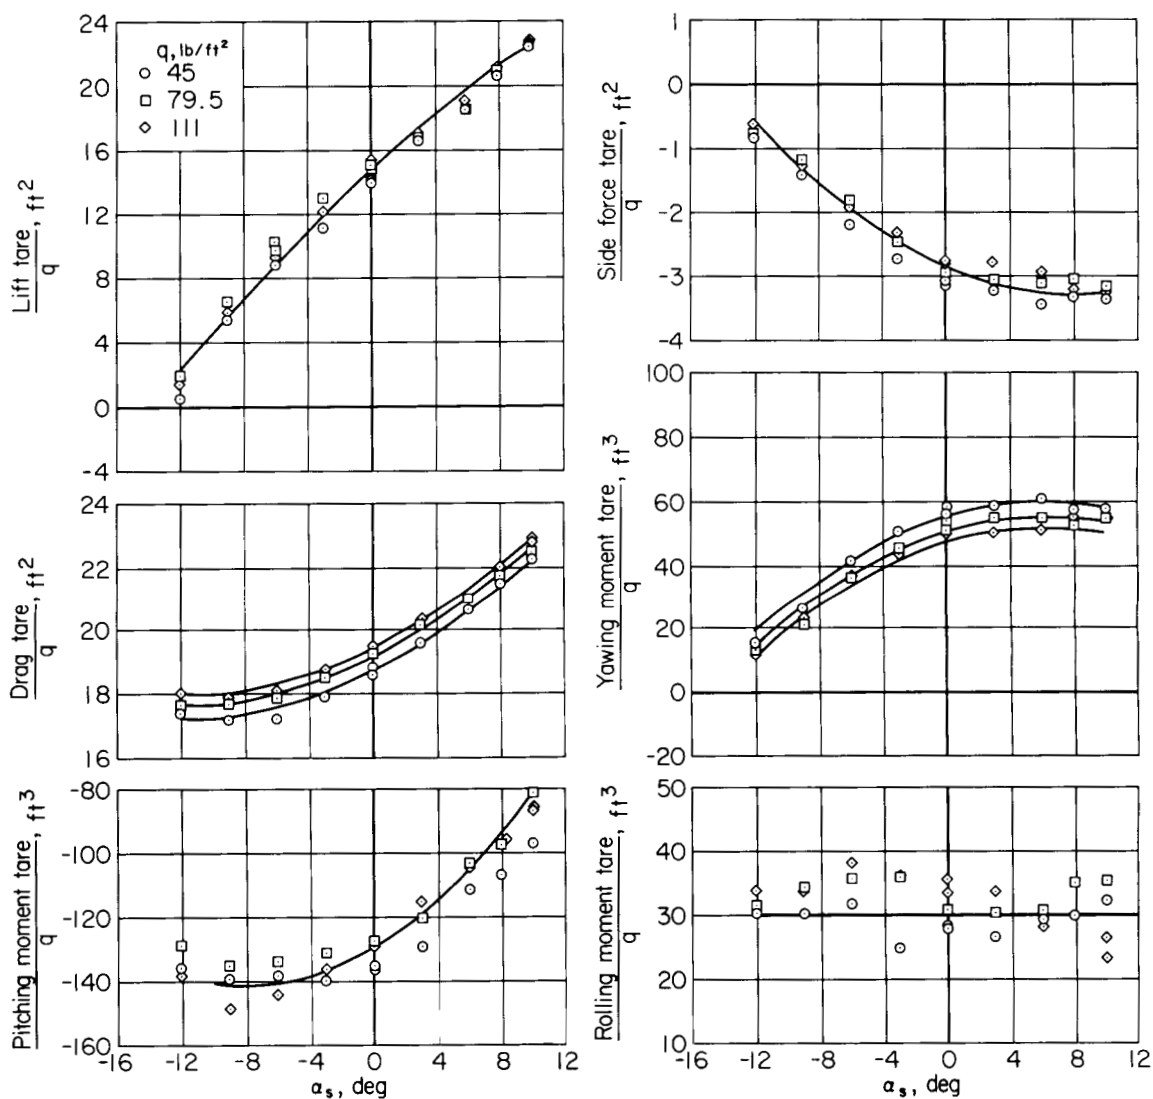 24
20
16
12
8
4
0
-4
Lift tare, ft²
q
q, lb/ft²
45
79.5
111
24
22
20
18
16
Drag tare, ft²
q
-80
-100
-120
-140
-160
Pitching moment tare, ft³
q
-16 -12 -8 -4 0 4 8 12
αs, deg
1
0
-1
-2
-3
-4
Side force tare, ft²
q
100
80
60
40
20
0
-20
Yawing moment tare, ft³
q
50
40
30
20
10
Rolling moment tare, ft³
q
-16 -12 -8 -4 0 4 8 12
αs, deg